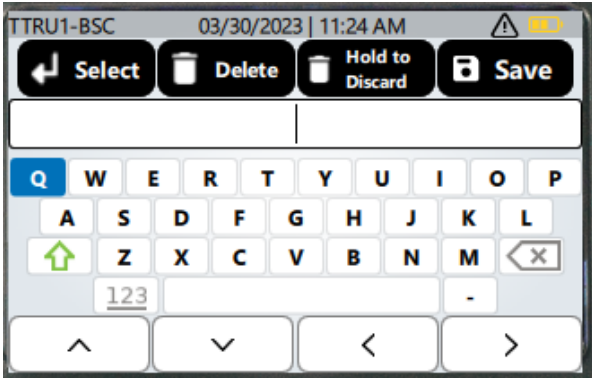 TTRU1-BSC 03/30/2023 | 11:24 AM
Select Delete Hold to Discard Save
Q W E R T Y U I O P
A S D F G H J K L
Z X C V B N M
123 -